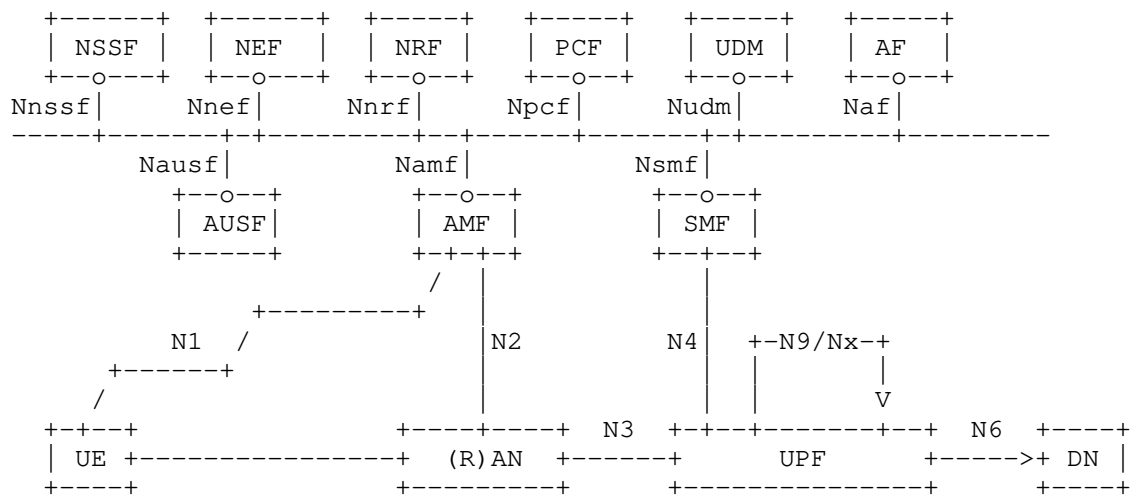 NSSF NEF NRF PCF UDM AF
Nnssf Nnef Nnrf Npcf Nudm Naf
Nausf Namf Nsmf
AUSF AMF SMF
N1 N2 N4 N9/Nx
V
N3 N6
UE (R)AN UPF DN